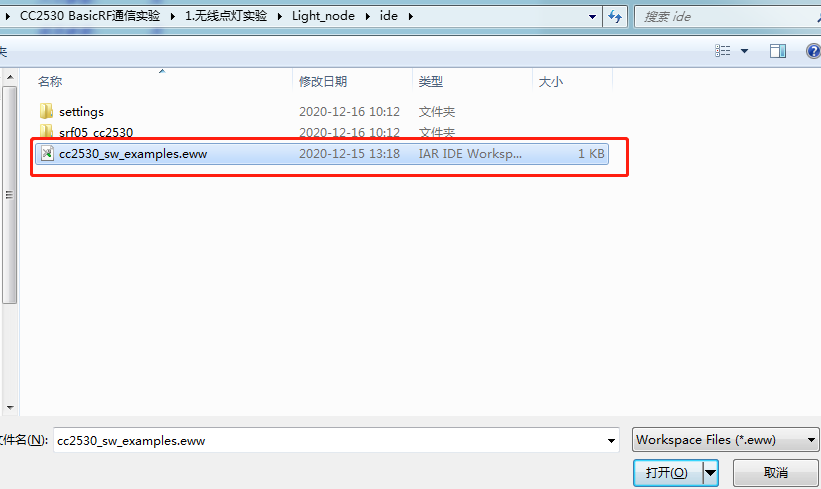 CC2530 BasicRF通信实验 1.无线点灯实验 Light_node ide
搜索 ide
夹
名称 修改日期 类型 大小
settings 2020-12-16 10:12 文件夹
srf05_cc2530 2020-12-16 10:12 文件夹
cc2530_sw_examples.eww 2020-12-15 13:18 IAR IDE Worksp... 1 KB
文件名(N): cc2530_sw_examples.eww Workspace Files (*.eww)
打开(O) 取消